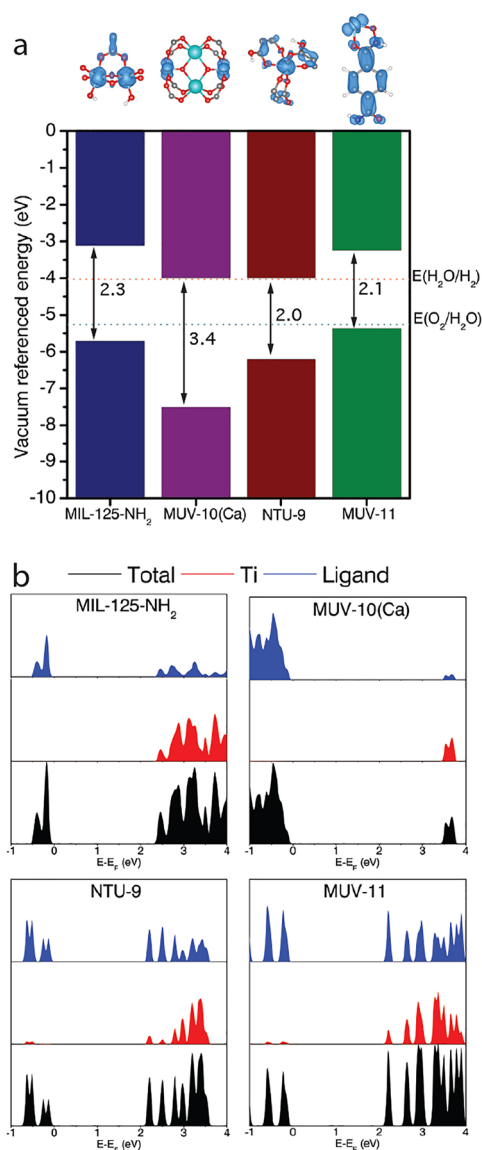 a
Vacuum referenced energy (eV)
0
-1
-2
-3
-4
-5
-6
-7
-8
-9
-10
2.3
3.4
2.0
2.1
E(H₂O/H₂)
E(O₂/H₂O)
MIL-125-NH₂
MUV-10(Ca)
NTU-9
MUV-11
b
Total Ti Ligand
MIL-125-NH₂
-1 0 1 2 3 4
E-E_F (eV)
MUV-10(Ca)
-1 0 1 2 3 4
E-E_F (eV)
NTU-9
-1 0 1 2 3 4
E-E_F (eV)
MUV-11
-1 0 1 2 3 4
E-E_F (eV)